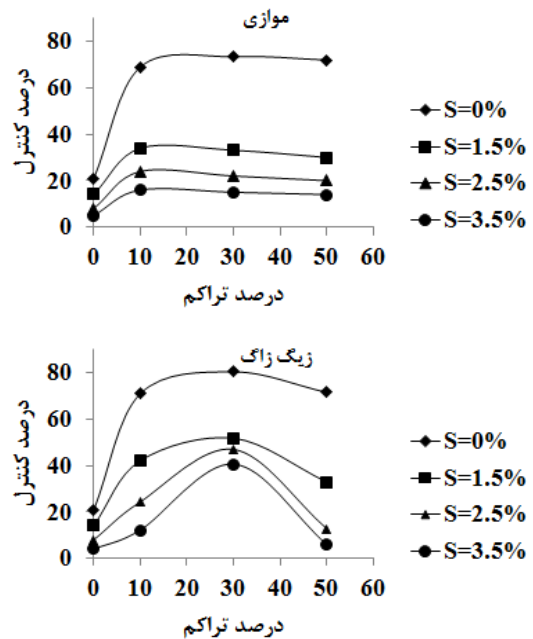 موازی
درصد کنترل
80
60
40
20
0
0 10 20 30 40 50 60
درصد تراکم
S=0%
S=1.5%
S=2.5%
S=3.5%
زیگ زاگ
درصد کنترل
80
60
40
20
0
0 10 20 30 40 50 60
درصد تراکم
S=0%
S=1.5%
S=2.5%
S=3.5%